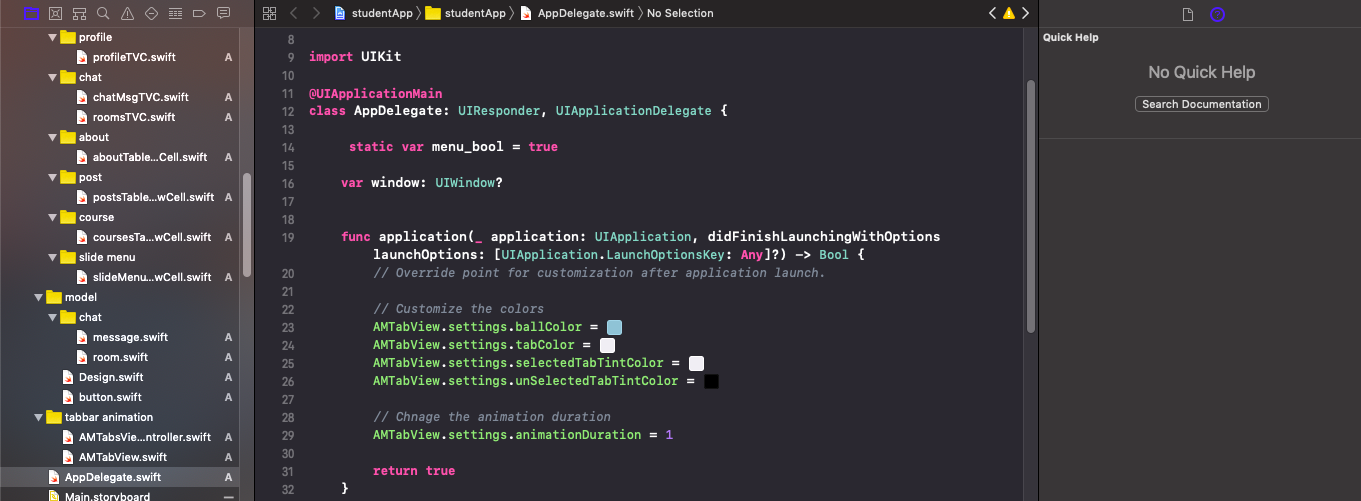 studentApp
studentApp
AppDelegate.swift
No Selection
profile
profileTVC.swift
A
chat
chatMsgTVC.swift
A
roomsTVC.swift
A
about
aboutTable...Cell.swift
A
post
postsTable...wCell.swift
A
course
coursesTa...wCell.swift
A
slide menu
slideMenu...wCell.swift
A
model
chat
message.swift
A
room.swift
A
Design.swift
A
button.swift
A
tabbar animation
AMTabsVie...ntroller.swift
A
AMTabView.swift
A
AppDelegate.swift
A
Main.storyboard
8
9 import UIKit
10
11 @UIApplicationMain
12 class AppDelegate: UIResponder, UIApplicationDelegate {
13
14 static var menu_bool = true
15
16 var window: UIWindow?
17
18
19 func application(_ application: UIApplication, didFinishLaunchingWithOptions
launchOptions: [UIApplication.LaunchOptionsKey: Any]?) -> Bool {
20 // Override point for customization after application launch.
21
22 // Customize the colors
23 AMTabView.settings.ballColor =
24 AMTabView.settings.tabColor =
25 AMTabView.settings.selectedTabTintColor =
26 AMTabView.settings.unSelectedTabTintColor =
27
28 // Chnage the animation duration
29 AMTabView.settings.animationDuration = 1
30
31 return true
32 }
Quick Help
No Quick Help
Search Documentation